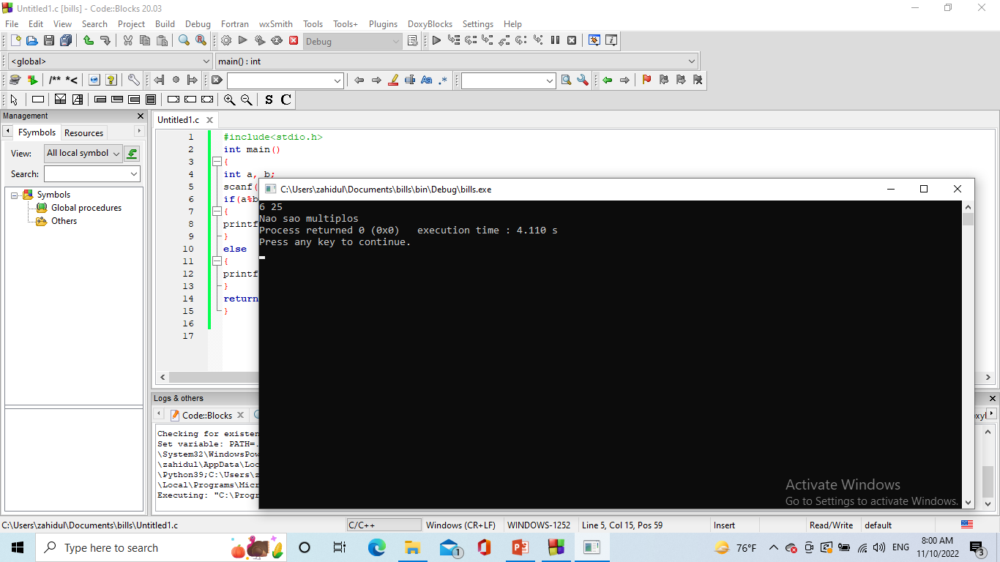 Untitled1.c [bills] - Code::Blocks 20.03
File Edit View Search Project Build Debug Fortran wxSmith Tools Tools+ Plugins DoxyBlocks Settings Help
Debug
<global> main() : int
/** *<
Aa .*
S C
Management
FSymbols Resources
View: All local symbol
Search:
Symbols
Global procedures
Others
Untitled1.c
1 #include<stdio.h>
2 int main()
3 {
4 int a, b;
5 scanf(
6 if(a%b
7 {
8 printf
9 }
10 else
11 {
12 printf
13 }
14 return
15 }
16
17
C:\Users\zahidul\Documents\bills\bin\Debug\bills.exe
6 25
Nao sao multiplos
Process returned 0 (0x0)   execution time : 4.110 s
Press any key to continue.
Activate Windows
Go to Settings to activate Windows.
Logs & others
Code::Blocks
Checking for existen
Set variable: PATH=.
\System32\WindowsPow
\zahidul\AppData\Loc
\Python39;C:\Users\z
\Local\Programs\Micr
Executing: "C:\Progr
C:\Users\zahidul\Documents\bills\Untitled1.c C/C++ Windows (CR+LF) WINDOWS-1252 Line 5, Col 15, Pos 59 Insert Read/Write default
Type here to search
1
76°F
ENG
8:00 AM
11/10/2022
3